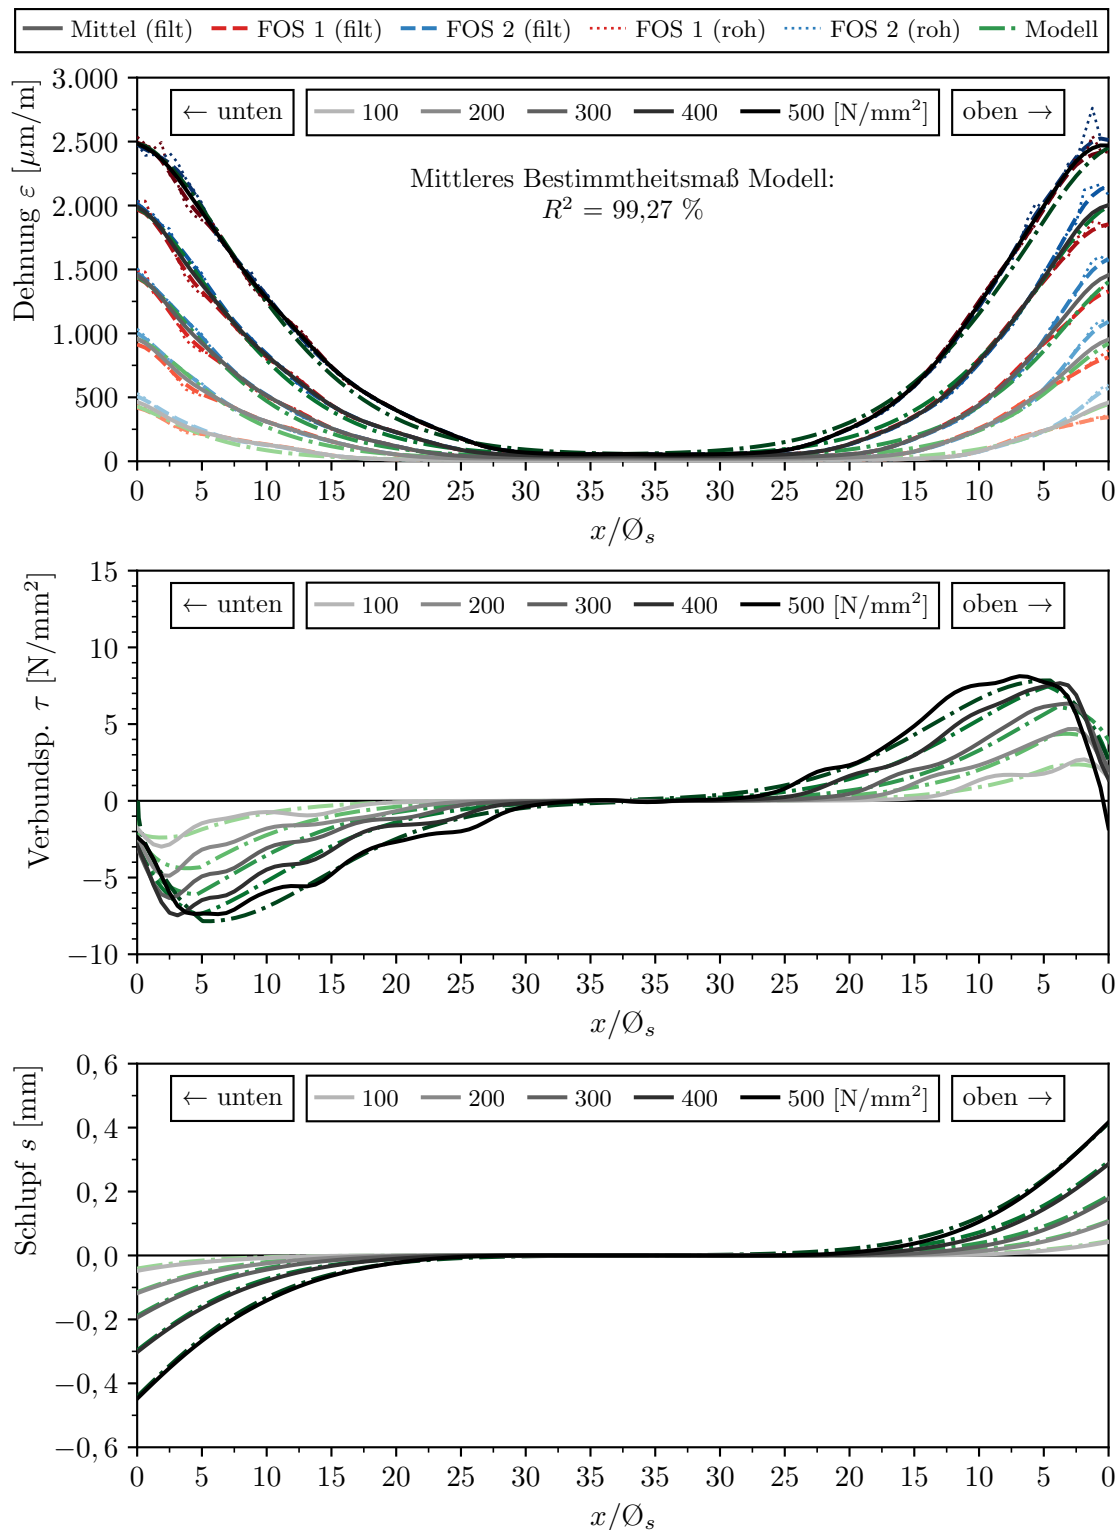 Mittel (filt) FOS 1 (filt) FOS 2 (filt) FOS 1 (roh) FOS 2 (roh) Modell
3.000
2.500
2.000
1.500
1.000
500
0
Dehnung ε [μm/m]
← unten
100 200 300 400 500 [N/mm²]
oben →
Mittleres Bestimmtheitsmaß Modell:
R² = 99,27 %
0 5 10 15 20 25 30 35 30 25 20 15 10 5 0
x/Ø_s
15
10
5
0
−5
−10
Verbundsp. τ [N/mm²]
← unten
100 200 300 400 500 [N/mm²]
oben →
0 5 10 15 20 25 30 35 30 25 20 15 10 5 0
x/Ø_s
0,6
0,4
0,2
0,0
−0,2
−0,4
−0,6
Schlupf s [mm]
← unten
100 200 300 400 500 [N/mm²]
oben →
0 5 10 15 20 25 30 35 30 25 20 15 10 5 0
x/Ø_s